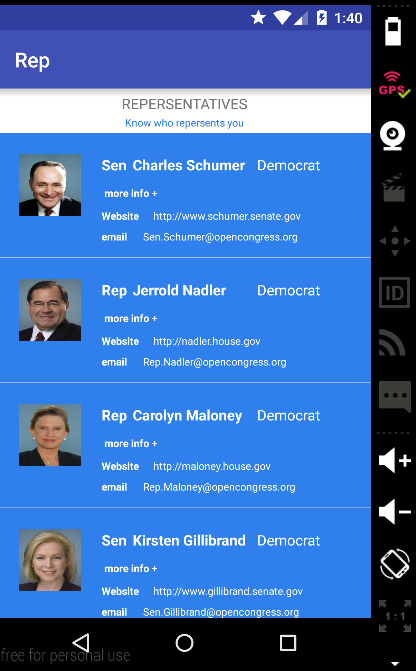 1:40
Rep
GPS
REPERSENTATIVES
Know who repersents you
Sen Charles Schumer Democrat
more info +
Website http://www.schumer.senate.gov
email Sen.Schumer@opencongress.org
Rep Jerrold Nadler Democrat
more info +
Website http://nadler.house.gov
email Rep.Nadler@opencongress.org
ID
Rep Carolyn Maloney Democrat
more info +
Website http://maloney.house.gov
email Rep.Maloney@opencongress.org
Sen Kirsten Gillibrand Democrat
more info +
Website http://www.gillibrand.senate.gov
email Sen.Gillibrand@opencongress.org
1:1
free for personal use